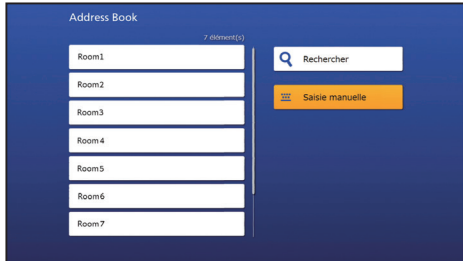 Address Book
7 élément(s)
Room1
Room2
Room3
Room4
Room5
Room6
Room7
Rechercher
Saisie manuelle